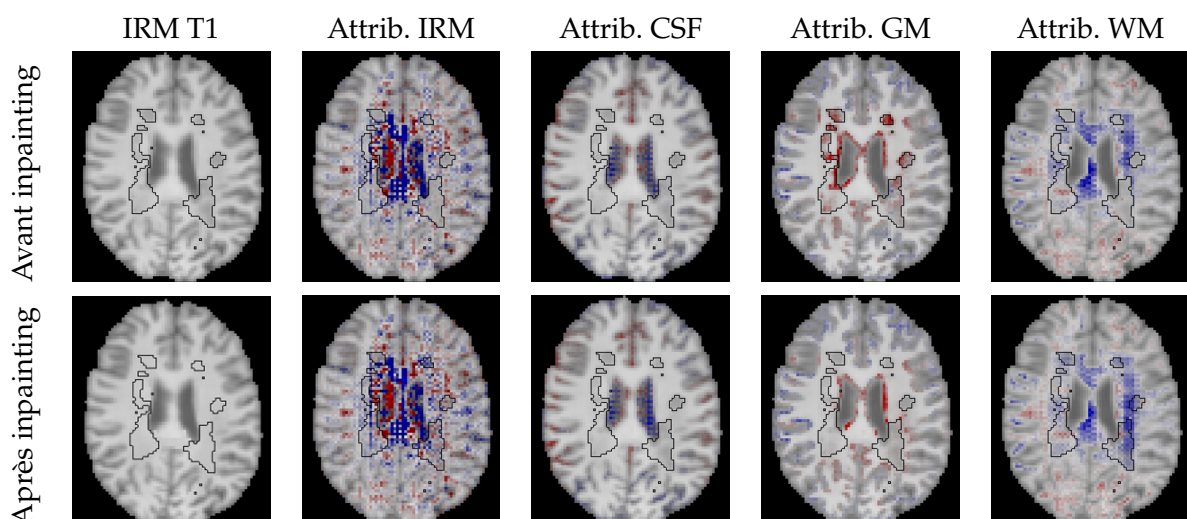 IRM T1 Attrib. IRM Attrib. CSF Attrib. GM Attrib. WM
Avant inpainting
Après inpainting